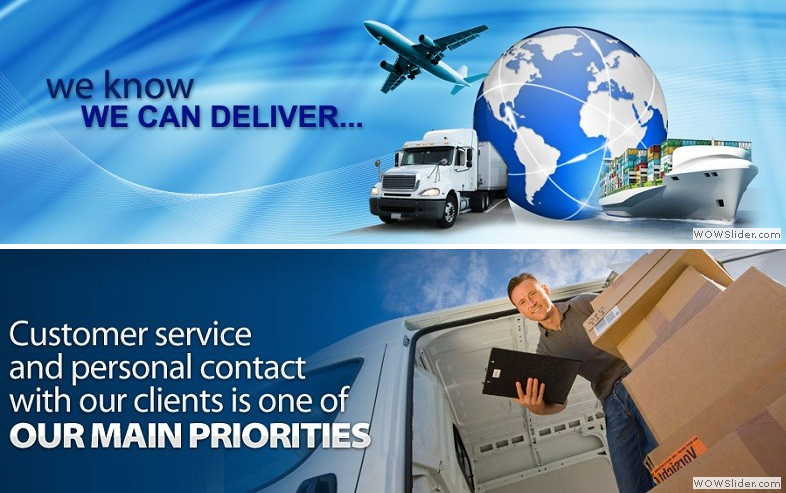 we know
WE CAN DELIVER...
WOWSlider.com
Customer service
and personal contact
with our clients is one of
OUR MAIN PRIORITIES
Vorsicht
WOWSlider.com